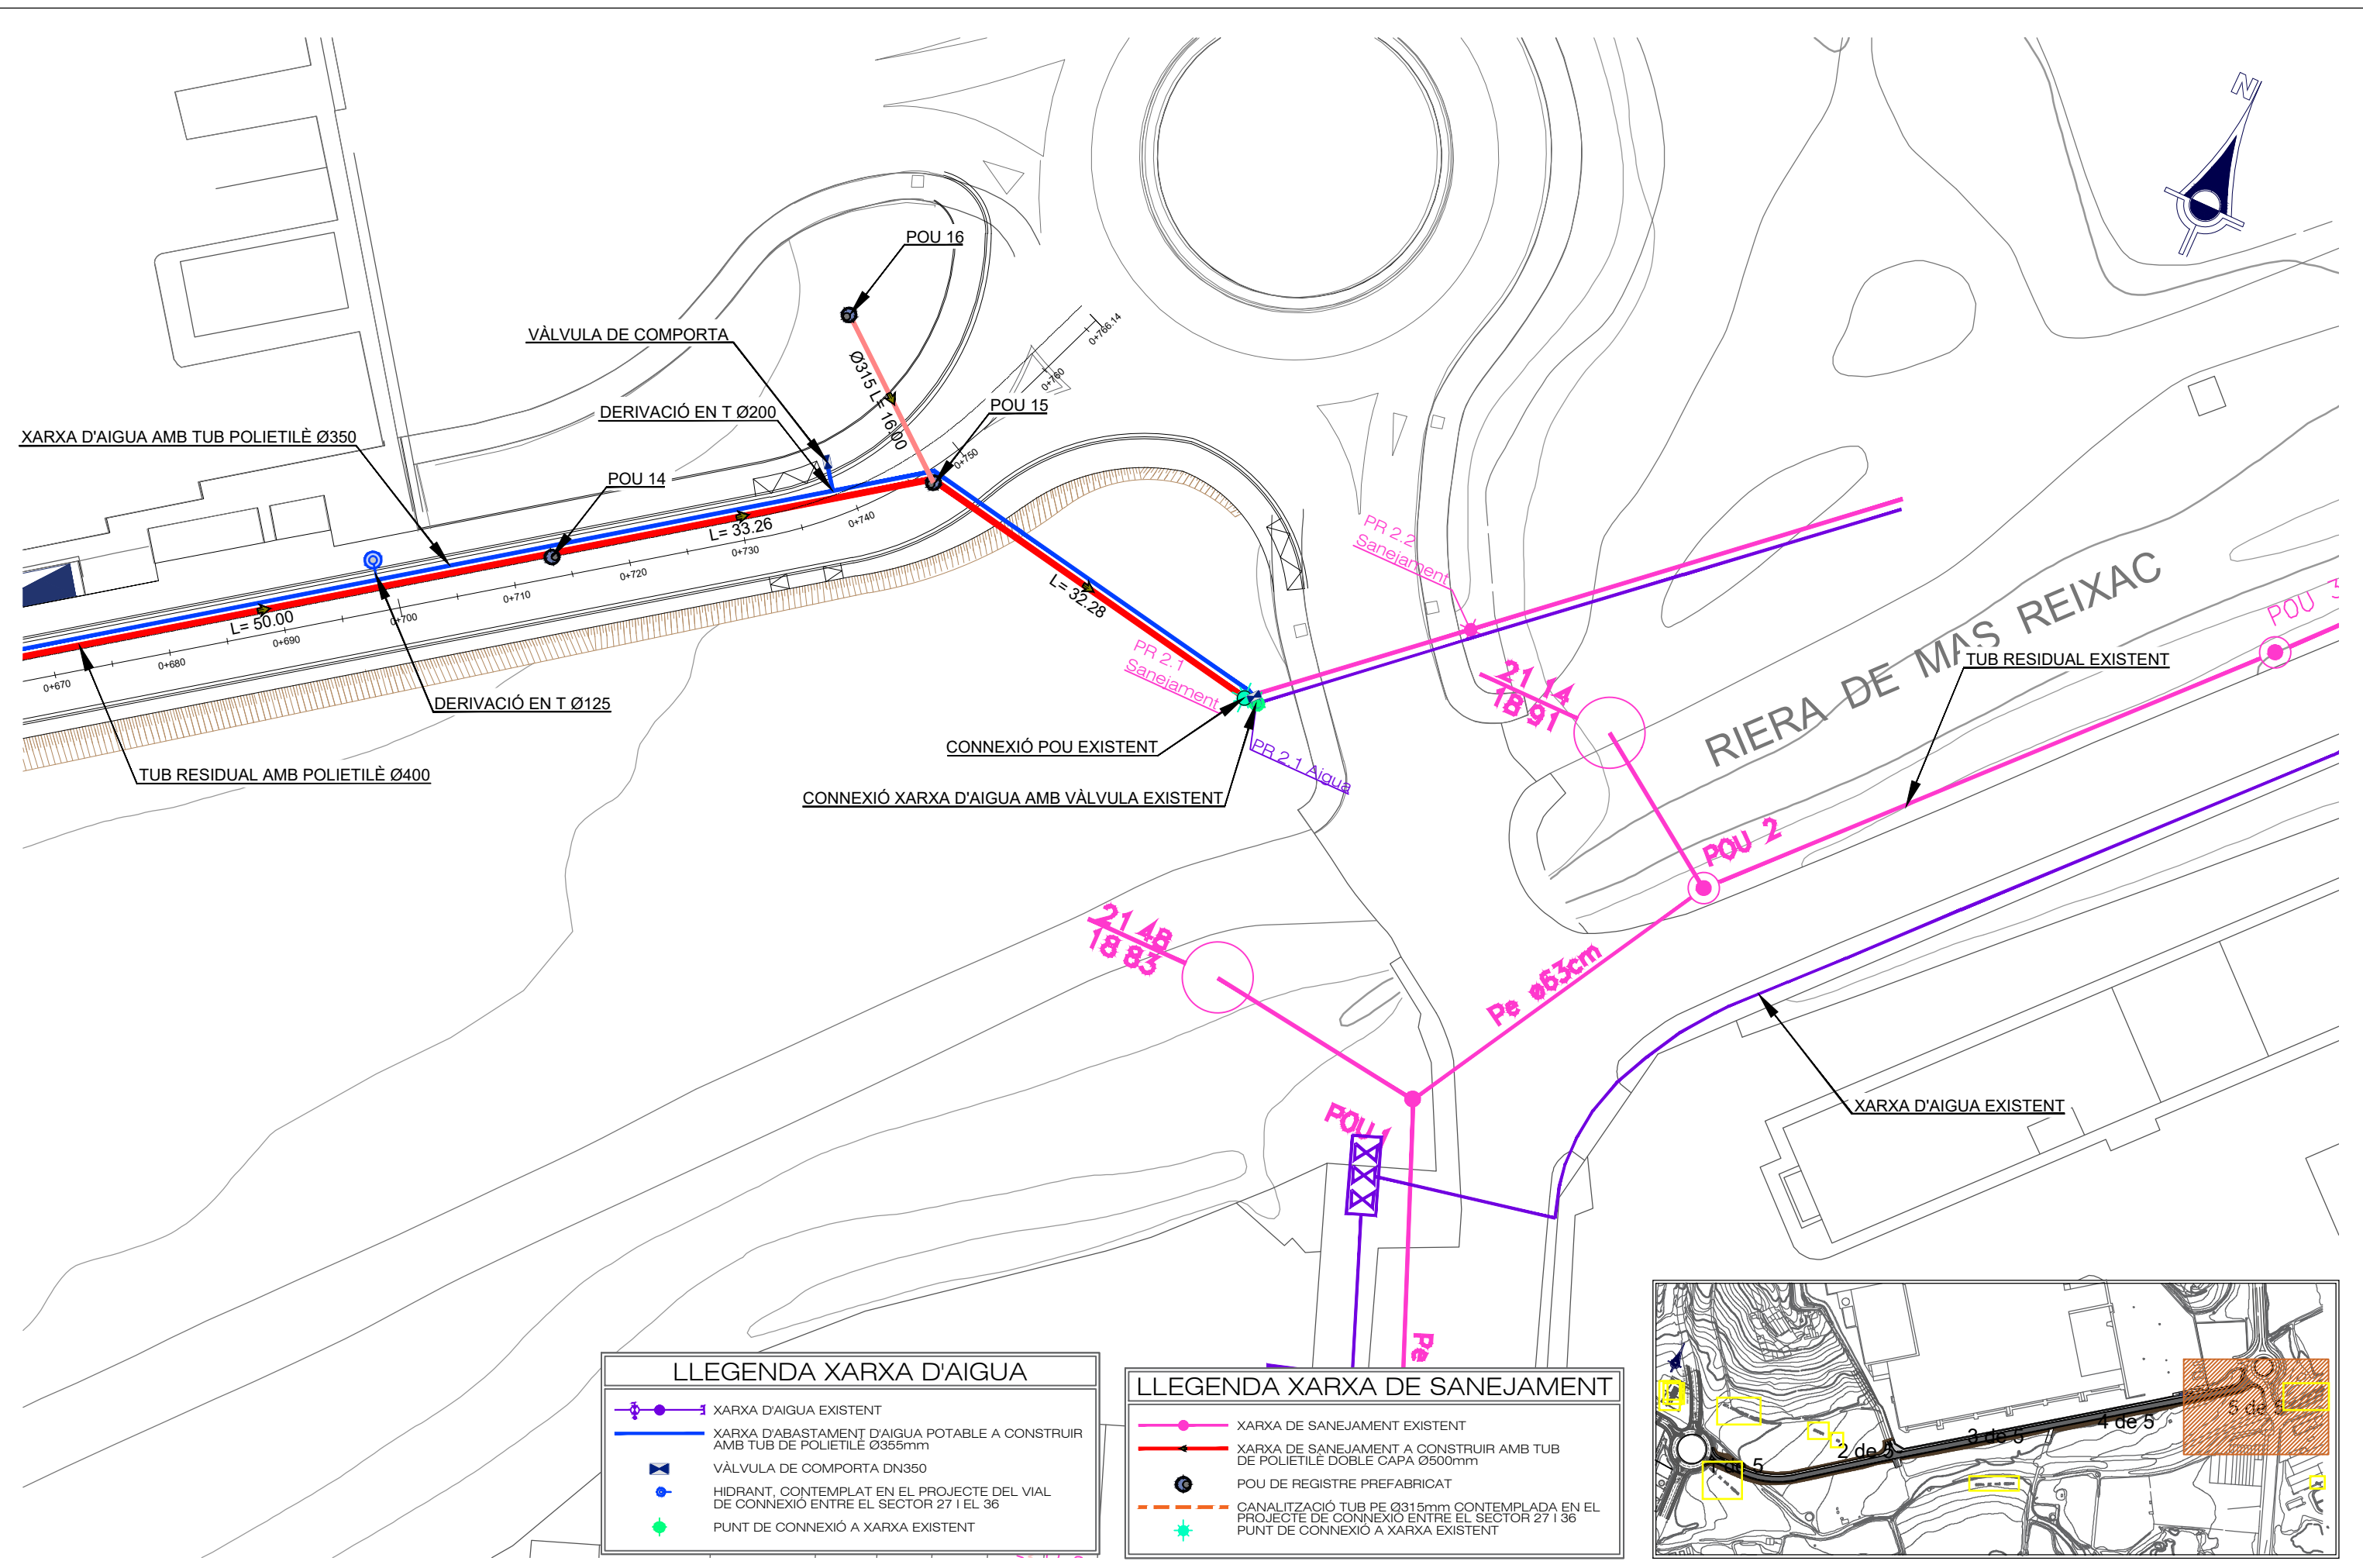 N
POU 16
VÀLVULA DE COMPORTA
0+766.14
0+760
Ø315 L= 16.00
DERIVACIÓ EN T Ø200
POU 15
XARXA D'AIGUA AMB TUB POLIETILÈ Ø350
0+750
POU 14
L= 33.26
0+740
0+730
0+720
0+710
0+700
L= 50.00
0+690
0+680
0+670
L= 32.28
PR 2.2
Sanejament
PR 2.1
Sanejament
DERIVACIÓ EN T Ø125
TUB RESIDUAL AMB POLIETILÈ Ø400
CONNEXIÓ POU EXISTENT
PR 2.1 Aigua
CONNEXIÓ XARXA D'AIGUA AMB VÀLVULA EXISTENT
21 14
18 91
RIERA DE MAS REIXAC
POU 3
TUB RESIDUAL EXISTENT
POU 2
21 48
18 83
Pe ø63cm
POU 1
XARXA D'AIGUA EXISTENT
Pe
LLEGENDA XARXA D'AIGUA
XARXA D'AIGUA EXISTENT
XARXA D'ABASTAMENT D'AIGUA POTABLE A CONSTRUIR
AMB TUB DE POLIETILÈ Ø355mm
VÀLVULA DE COMPORTA DN350
HIDRANT, CONTEMPLAT EN EL PROJECTE DEL VIAL
DE CONNEXIÓ ENTRE EL SECTOR 27 I EL 36
PUNT DE CONNEXIÓ A XARXA EXISTENT
LLEGENDA XARXA DE SANEJAMENT
XARXA DE SANEJAMENT EXISTENT
XARXA DE SANEJAMENT A CONSTRUIR AMB TUB
DE POLIETILÈ DOBLE CAPA Ø500mm
POU DE REGISTRE PREFABRICAT
CANALITZACIÓ TUB PE Ø315mm CONTEMPLADA EN EL
PROJECTE DE CONNEXIÓ ENTRE EL SECTOR 27 I 36
PUNT DE CONNEXIÓ A XARXA EXISTENT
1 de 5
2 de 5
3 de 5
4 de 5
5 de 5